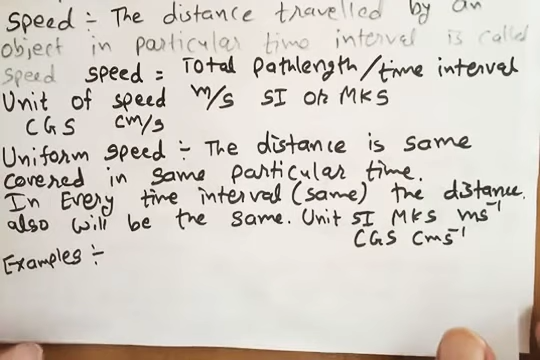 Speed :- The distance travelled by an
object in particular time interval is called
speed speed = Total Pathlength/time interval
Unit of speed m/s SI or MKS
CGS cm/s
Uniform speed :- The distance is same
covered in same particular time.
In Every time interval (same) the distance.
also will be the same. Unit SI MKS ms⁻¹
CGS Cms⁻¹
Examples :-